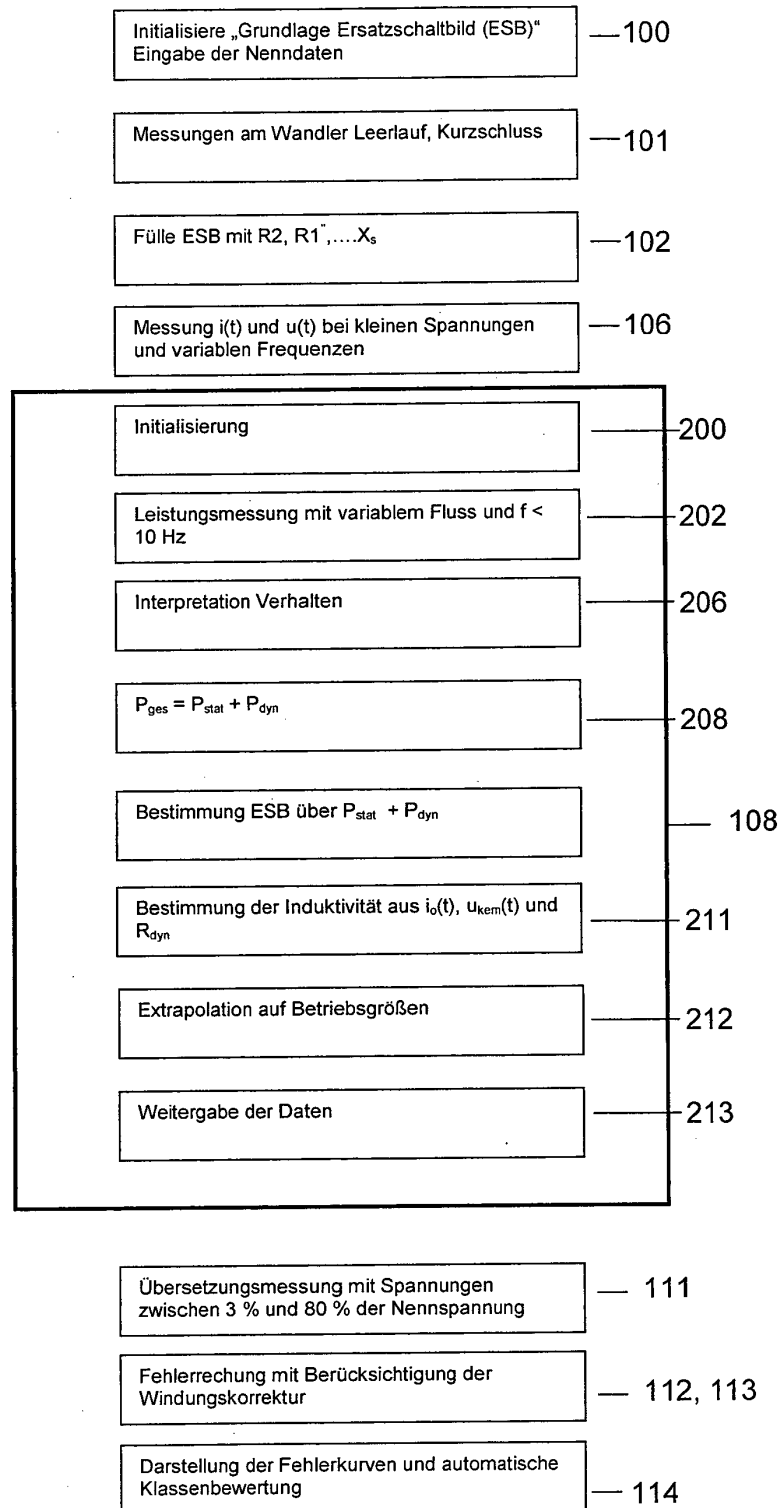 Initialisiere „Grundlage Ersatzschaltbild (ESB)“ 100
Eingabe der Nenndaten
Messungen am Wandler Leerlauf, Kurzschluss 101
Fülle ESB mit R2, R1",....Xs 102
Messung i(t) und u(t) bei kleinen Spannungen 106
und variablen Frequenzen
Initialisierung 200
Leistungsmessung mit variablem Fluss und f < 202
10 Hz
Interpretation Verhalten 206
Pges = Pstat + Pdyn 208
Bestimmung ESB über Pstat + Pdyn 108
Bestimmung der Induktivität aus io(t), ukern(t) und 211
Rdyn
Extrapolation auf Betriebsgrößen 212
Weitergabe der Daten 213
Übersetzungsmessung mit Spannungen 111
zwischen 3 % und 80 % der Nennspannung
Fehlerrechung mit Berücksichtigung der 112, 113
Windungskorrektur
Darstellung der Fehlerkurven und automatische 114
Klassenbewertung